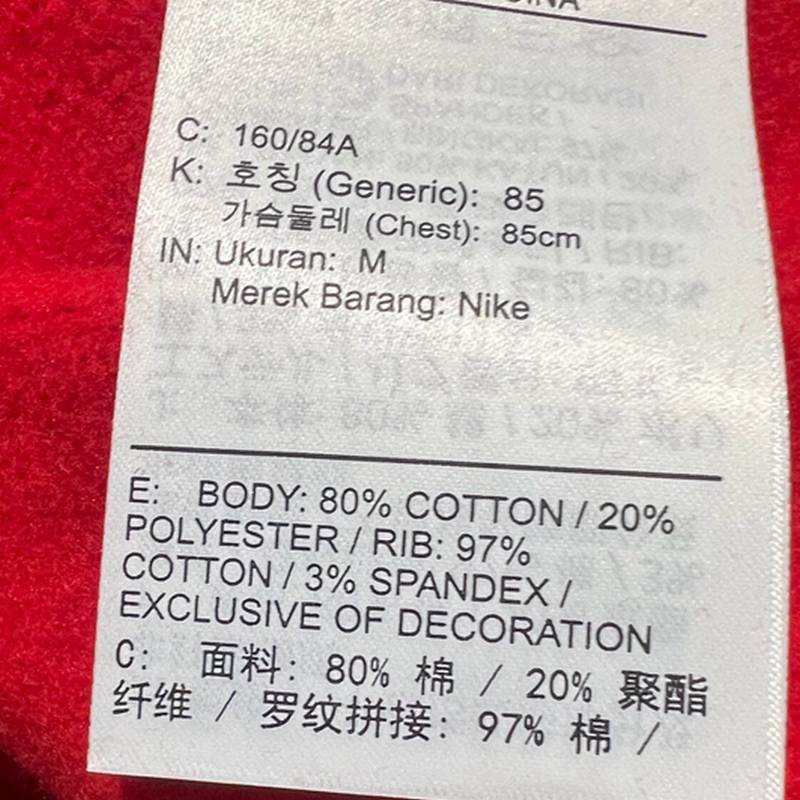 C: 160/84A
K: 호칭 (Generic): 85
가슴둘레 (Chest): 85cm
IN: Ukuran: M
Merek Barang: Nike
E: BODY: 80% COTTON / 20%
POLYESTER / RIB: 97%
COTTON / 3% SPANDEX /
EXCLUSIVE OF DECORATION
C: 面料: 80% 棉 / 20% 聚酯
纤维 / 罗纹拼接: 97% 棉 /